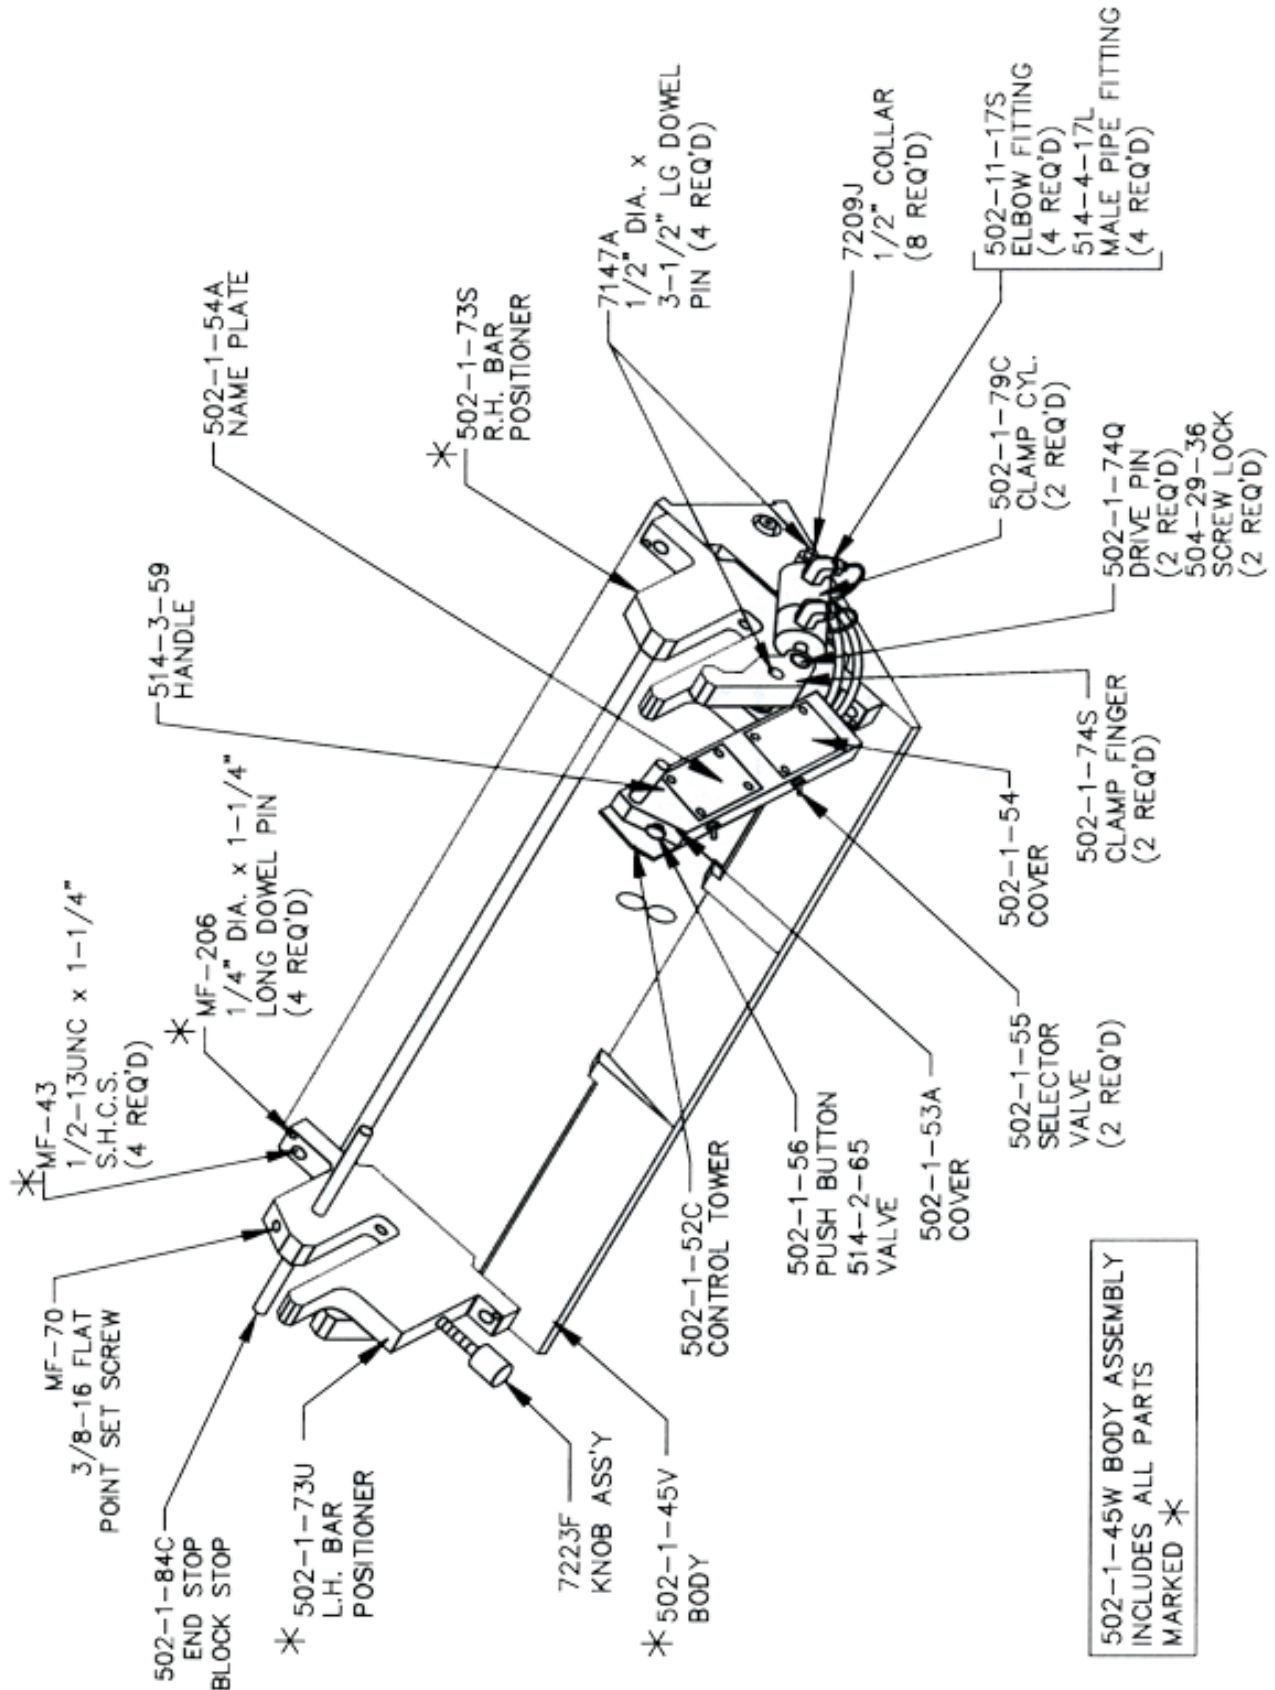 MF-43
1/2-13UNC x 1-1/4"
S.H.C.S.
(4 REQ'D)
MF-206
1/4" DIA. x 1-1/4"
LONG DOWEL PIN
(4 REQ'D)
514-3-59
HANDLE
502-1-54A
NAME PLATE
502-1-73S
R.H. BAR
POSITIONER
7147A
1/2" DIA. x
3-1/2" LG DOWEL
PIN (4 REQ'D)
7209J
1/2" COLLAR
(8 REQ'D)
502-11-17S
ELBOW FITTING
(4 REQ'D)
514-4-17L
MALE PIPE FITTING
(4 REQ'D)
502-1-79C
CLAMP CYL.
(2 REQ'D)
502-1-74Q
DRIVE PIN
(2 REQ'D)
504-29-36
SCREW LOCK
(2 REQ'D)
502-1-74S
CLAMP FINGER
(2 REQ'D)
502-1-54
COVER
502-1-55
SELECTOR
VALVE
(2 REQ'D)
502-1-53A
COVER
502-1-56
PUSH BUTTON
514-2-65
VALVE
502-1-52C
CONTROL TOWER
MF-70
3/8-16 FLAT
POINT SET SCREW
502-1-84C
END STOP
BLOCK STOP
502-1-73U
L.H. BAR
POSITIONER
7223F
KNOB ASS'Y
502-1-45V
BODY
502-1-45W BODY ASSEMBLY
INCLUDES ALL PARTS
MARKED